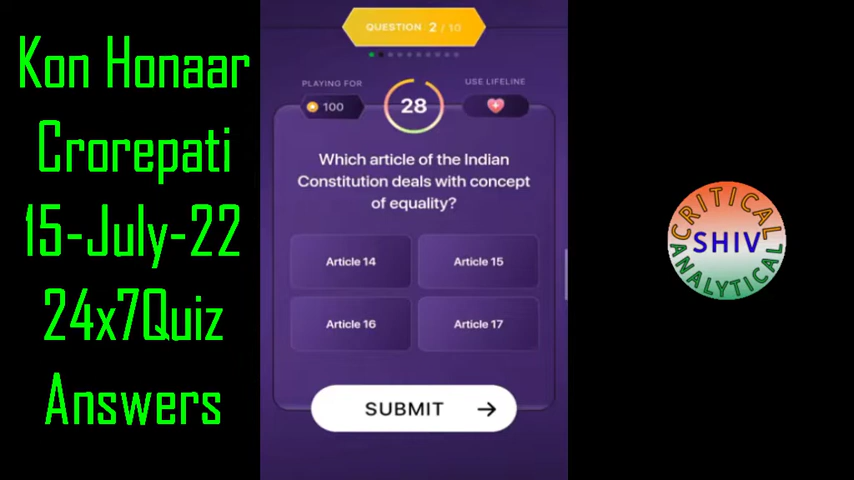 Kon Honaar
Crorepati
15-July-22
24x7Quiz
Answers
QUESTION 2 / 10
PLAYING FOR
USE LIFELINE
100
28
Which article of the Indian
Constitution deals with concept
of equality?
Article 14
Article 15
Article 16
Article 17
SUBMIT
CRITICAL
SHIV
ANALYTICAL